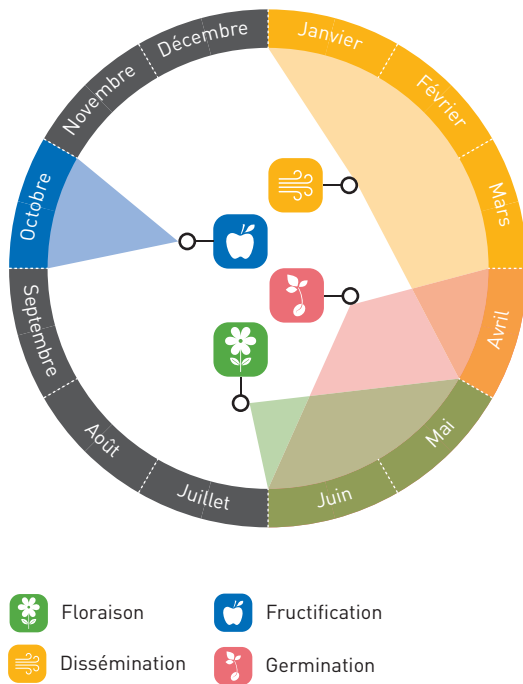 Janvier
Février
Mars
Avril
Mai
Juin
Juillet
Août
Septembre
Octobre
Novembre
Décembre
Floraison
Fructification
Dissémination
Germination